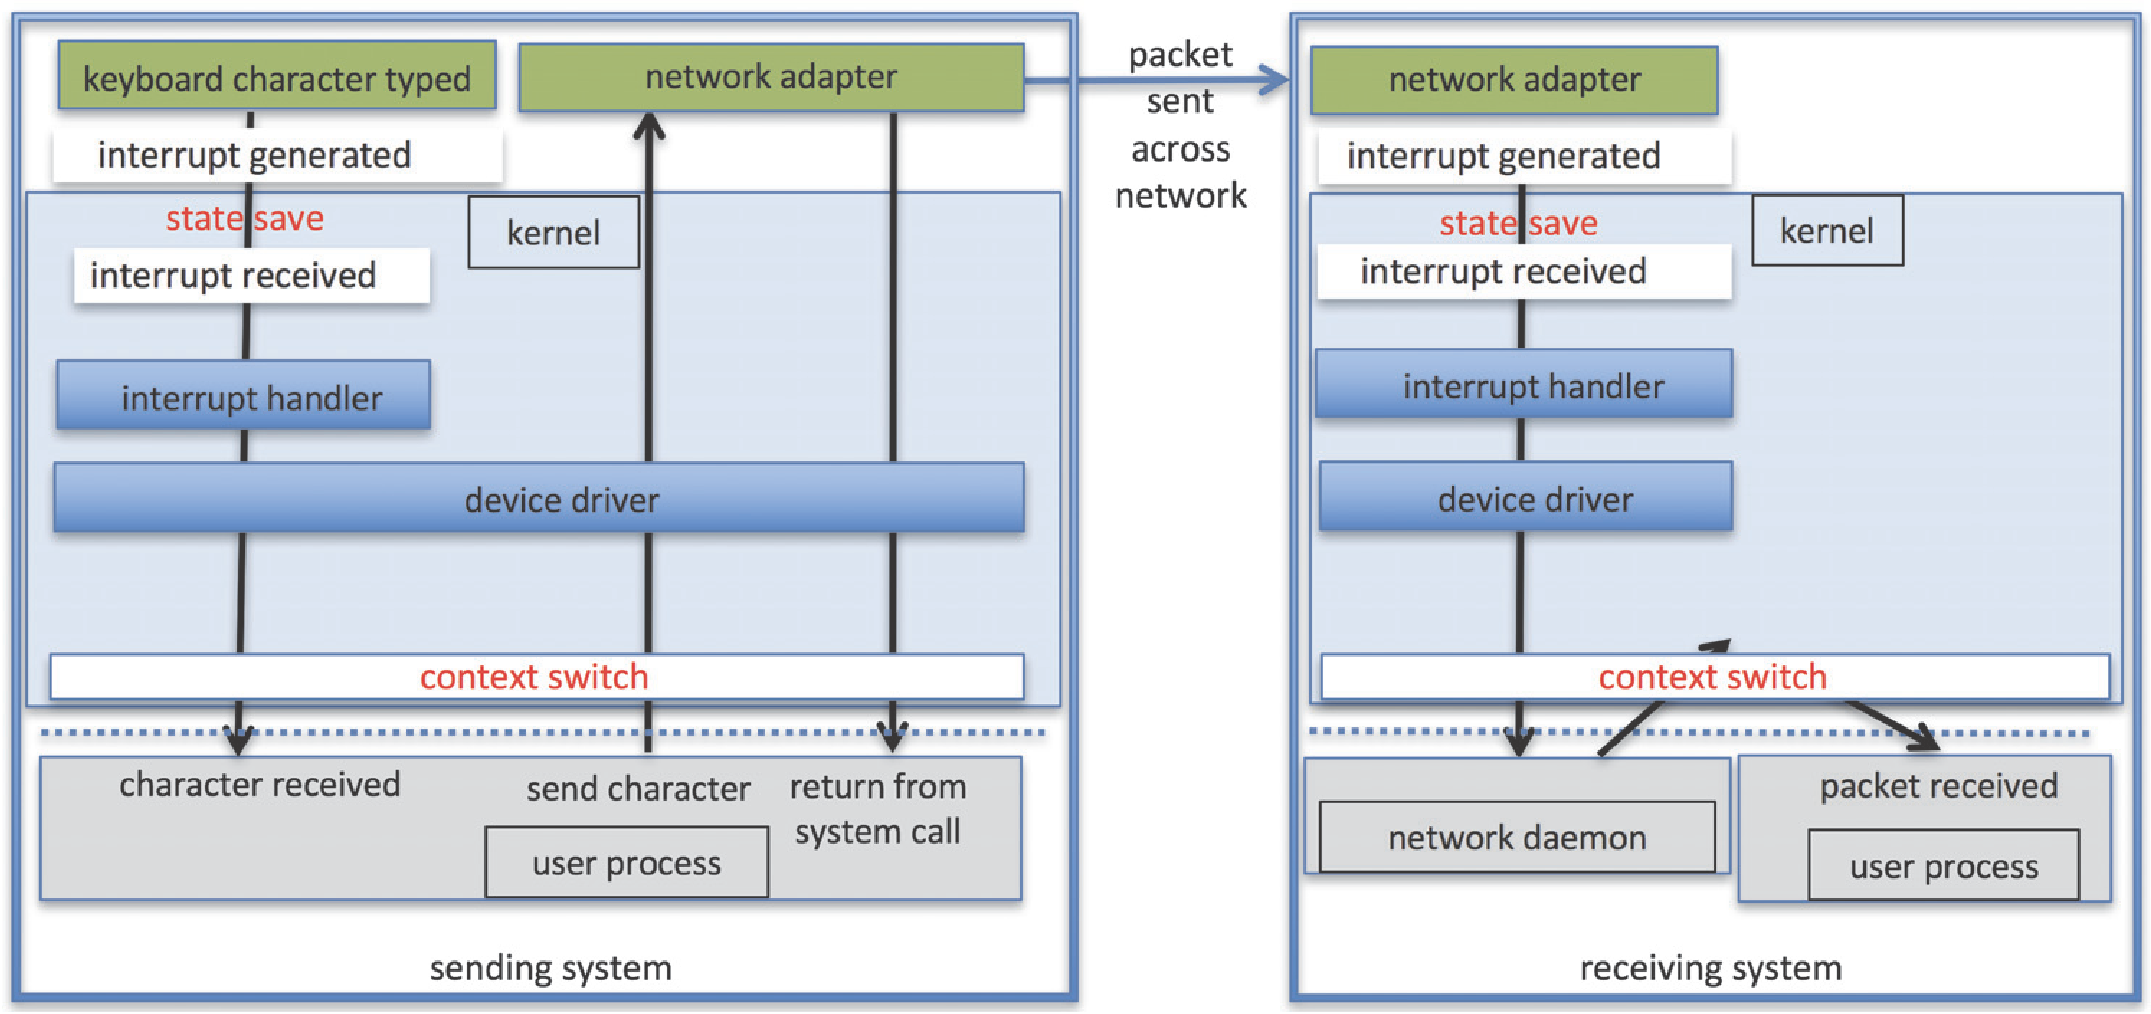 keyboard character typed
network adapter
interrupt generated
state save
kernel
interrupt received
interrupt handler
device driver
context switch
character received
send character
return from
system call
user process
sending system
packet
sent
across
network
network adapter
interrupt generated
state save
kernel
interrupt received
interrupt handler
device driver
context switch
network daemon
packet received
user process
receiving system